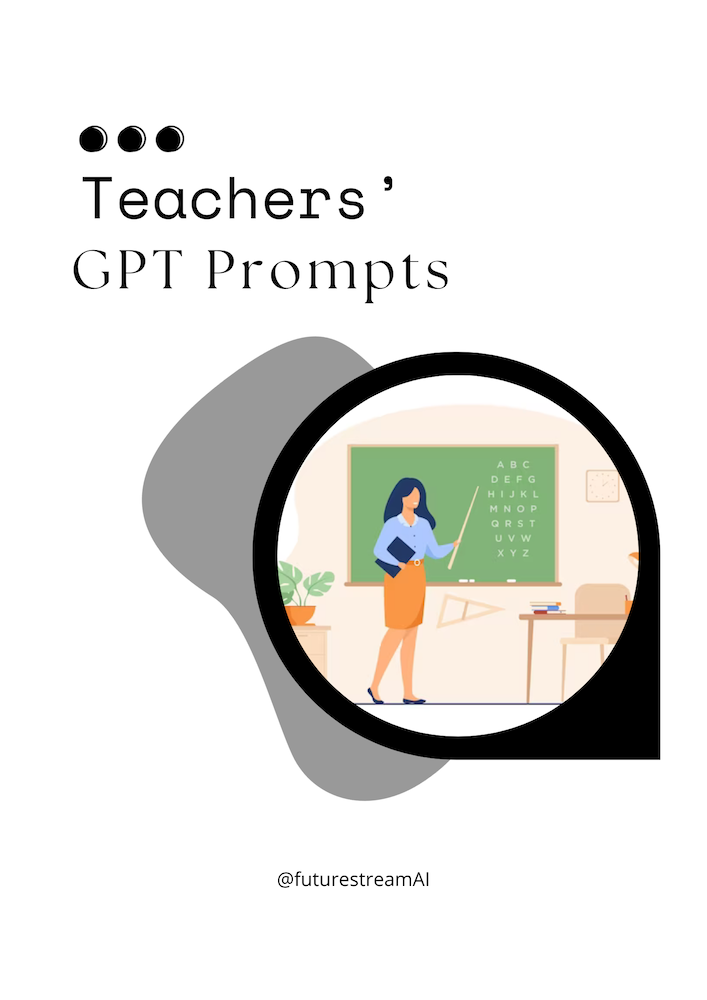 Teachers’
GPT Prompts
A B C
D E F G
H I J K L
M N O P
Q R S T
U V W
X Y Z
@futurestreamAI